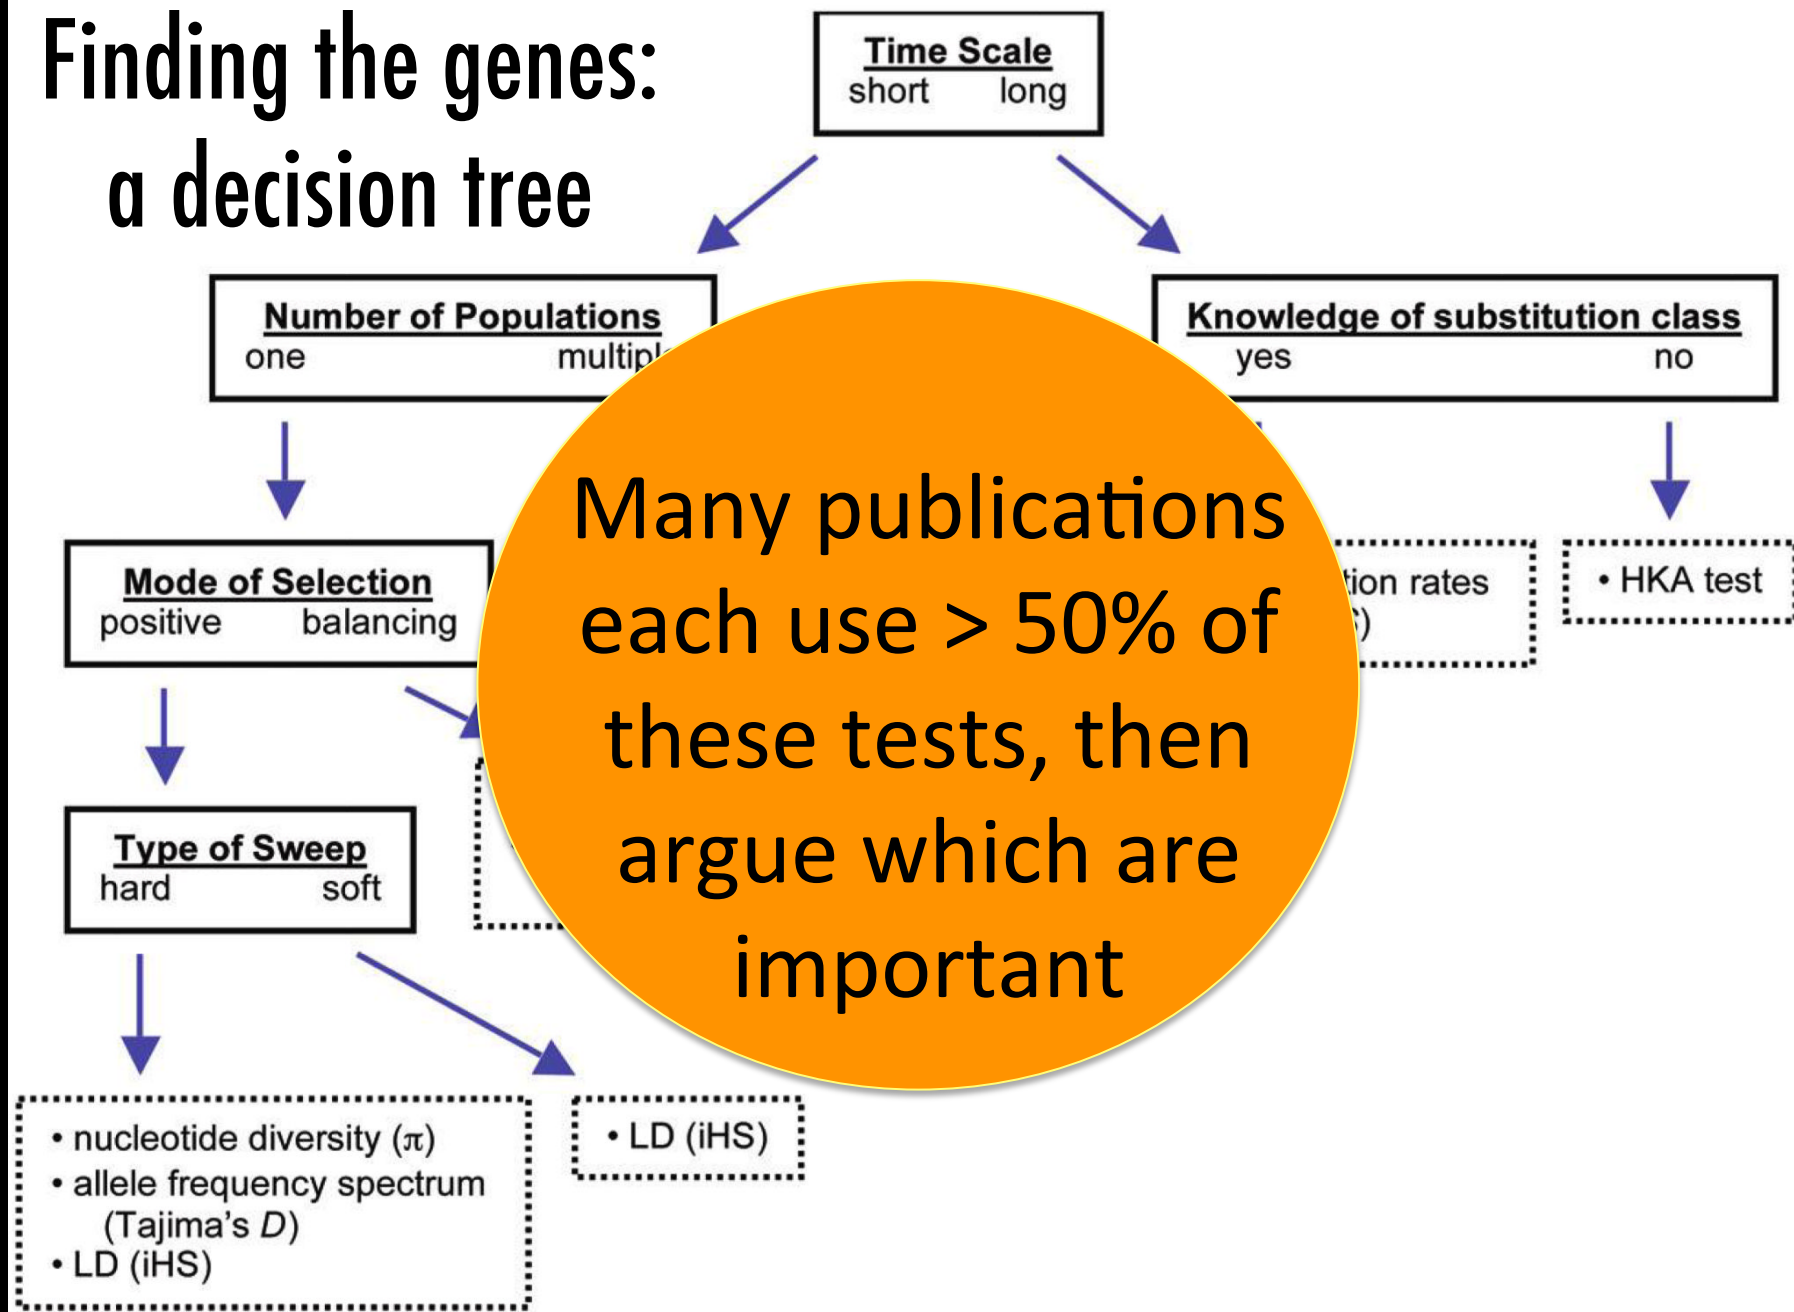 Finding the genes:
a decision tree
Time Scale
short long
Number of Populations
one
Knowledge of substitution class
yes no
Mode of Selection
positive balancing
rates
• HKA test
Type of Sweep
hard soft
Many publications
each use > 50% of
these tests, then
argue which are
important
• nucleotide diversity (π)
• allele frequency spectrum
(Tajima's D)
• LD (iHS)
• LD (iHS)